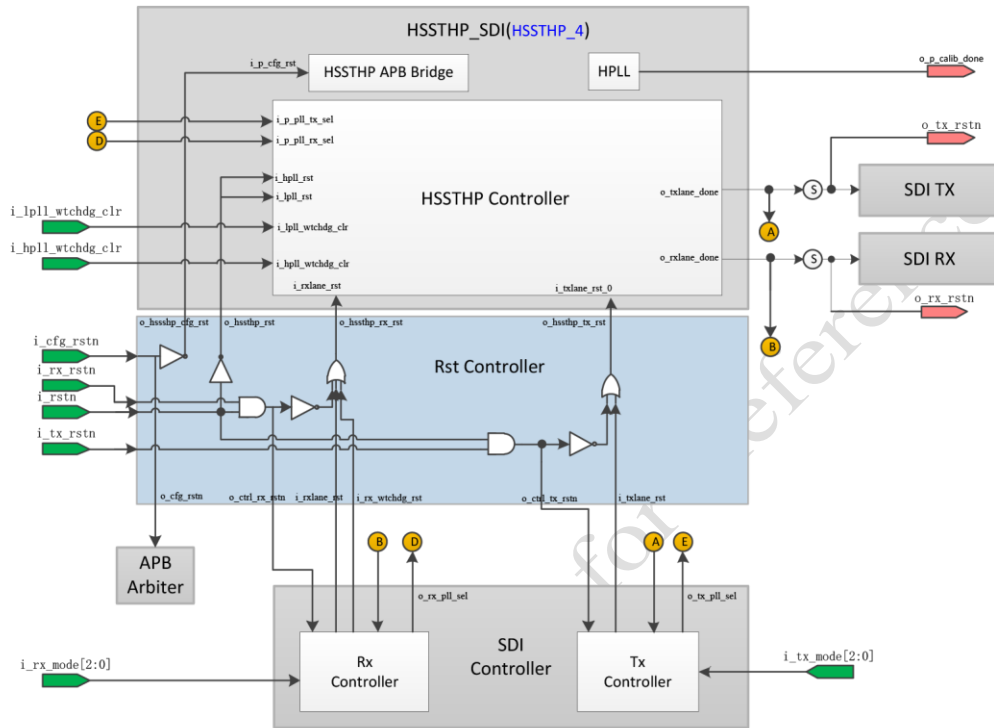 HSSTHP_SDI(HSSTHP_4)
i_p_cfg_rst
HSSTHP APB Bridge
HPLL
o_p_calib_done
E
i_p_pll_tx_sel
D
i_p_pll_rx_sel
o_tx_rstn
i_hpll_rst
i_lpll_rst
HSSTHP Controller
o_txlane_done
S
SDI TX
i_lpll_wtchdg_clr
i_lpll_wtchdg_clr
A
i_hpll_wtchdg_clr
i_hpll_wtchdg_clr
o_rxlane_done
S
SDI RX
i_rxlane_rst
i_txlane_rst_0
o_rx_rstn
o_hssthp_cfg_rst
o_hssthp_rst
o_hssthp_rx_rst
o_hssthp_tx_rst
B
i_cfg_rstn
Rst Controller
i_rx_rstn
i_rstn
i_tx_rstn
o_cfg_rstn
o_ctrl_rx_rstn
i_rxlane_rst
i_rx_wtchdg_rst
o_ctrl_tx_rstn
i_txlane_rst
for reference
B
D
A
E
APB
Arbiter
o_rx_pll_sel
o_tx_pll_sel
SDI
Controller
Rx
Controller
Tx
Controller
i_rx_mode[2:0]
i_tx_mode[2:0]